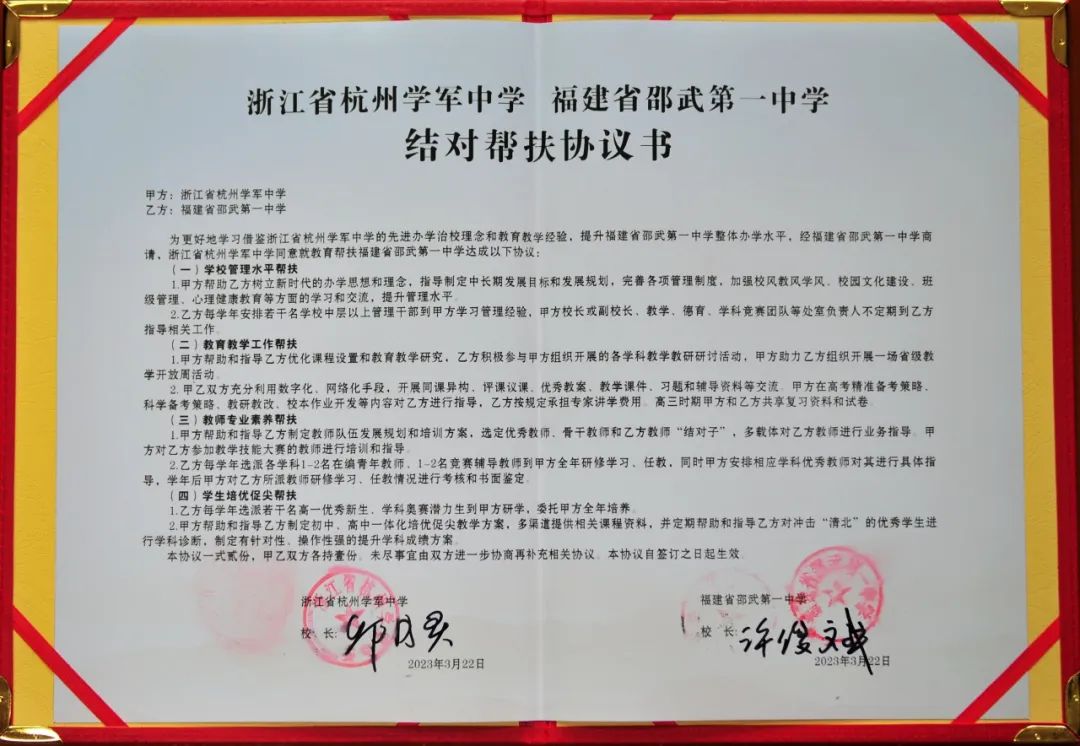 浙江省杭州学军中学 福建省邵武第一中学
结对帮扶协议书
甲方：浙江省杭州学军中学
乙方：福建省邵武第一中学
为更好地学习借鉴浙江省杭州学军中学的先进办学治校理念和教育教学经验，提升福建省邵武第一中学整体办学水平，经福建省邵武第一中学商
请，浙江省杭州学军中学同意就教育帮扶福建省邵武第一中学达成以下协议：
（一）学校管理水平帮扶
1.甲方帮助乙方树立新时代的办学思想和理念，指导制定中长期发展目标和发展规划，完善各项管理制度，加强校风教风学风、校园文化建设、班
级管理、心理健康教育等方面的学习和交流，提升管理水平。
2.乙方每学年安排若干名学校中层以上管理干部到甲方学习管理经验，甲方校长或副校长、教学、德育、学科竞赛团队等处室负责人不定期到乙方
指导相关工作。
（二）教育教学工作帮扶
1.甲方帮助和指导乙方优化课程设置和教育教学研究，乙方积极参与甲方组织开展的各学科教学教研研讨活动，甲方助力乙方组织开展一场省级教
学开放周活动。
2.甲乙双方充分利用数字化、网络化手段，开展同课异构、评课议课、优秀教案、教学课件、习题和辅导资料等交流。甲方在高考精准备考策略、
科学备考策略、教研教改、校本作业开发等内容对乙方进行指导，乙方按规定承担专家讲学费用。高三时期甲方和乙方共享复习资料和试卷。
（三）教师专业素养帮扶
1.甲方帮助和指导乙方制定教师队伍发展规划和培训方案，选定优秀教师、骨干教师和乙方教师“结对子”，多载体对乙方教师进行业务指导。甲
方对乙方参加教学技能大赛的教师进行培训和指导。
2.乙方每学年选派各学科1-2名在编青年教师、1-2名竞赛辅导教师到甲方全年研修学习、任教，同时甲方安排相应学科优秀教师对其进行具体指
导，学年后甲方对乙方所派教师研修学习、任教情况进行考核和书面鉴定。
（四）学生培优促尖帮扶
1.乙方每学年选派若干名高一优秀新生、学科奥赛潜力生到甲方研学，委托甲方全年培养。
2.甲方帮助和指导乙方制定初中、高中一体化培优促尖教学方案，多渠道提供相关课程资料，并定期帮助和指导乙方对冲击“清北”的优秀学生进
行学科诊断，制定有针对性、操作性强的提升学科成绩方案。
本协议一式贰份，甲乙双方各持壹份。未尽事宜由双方进一步协商再补充相关协议。本协议自签订之日起生效。
浙江省杭州学军中学
校 长：
2023年3月22日
福建省邵武第一中学
校 长：许俊文斌
2023年3月22日